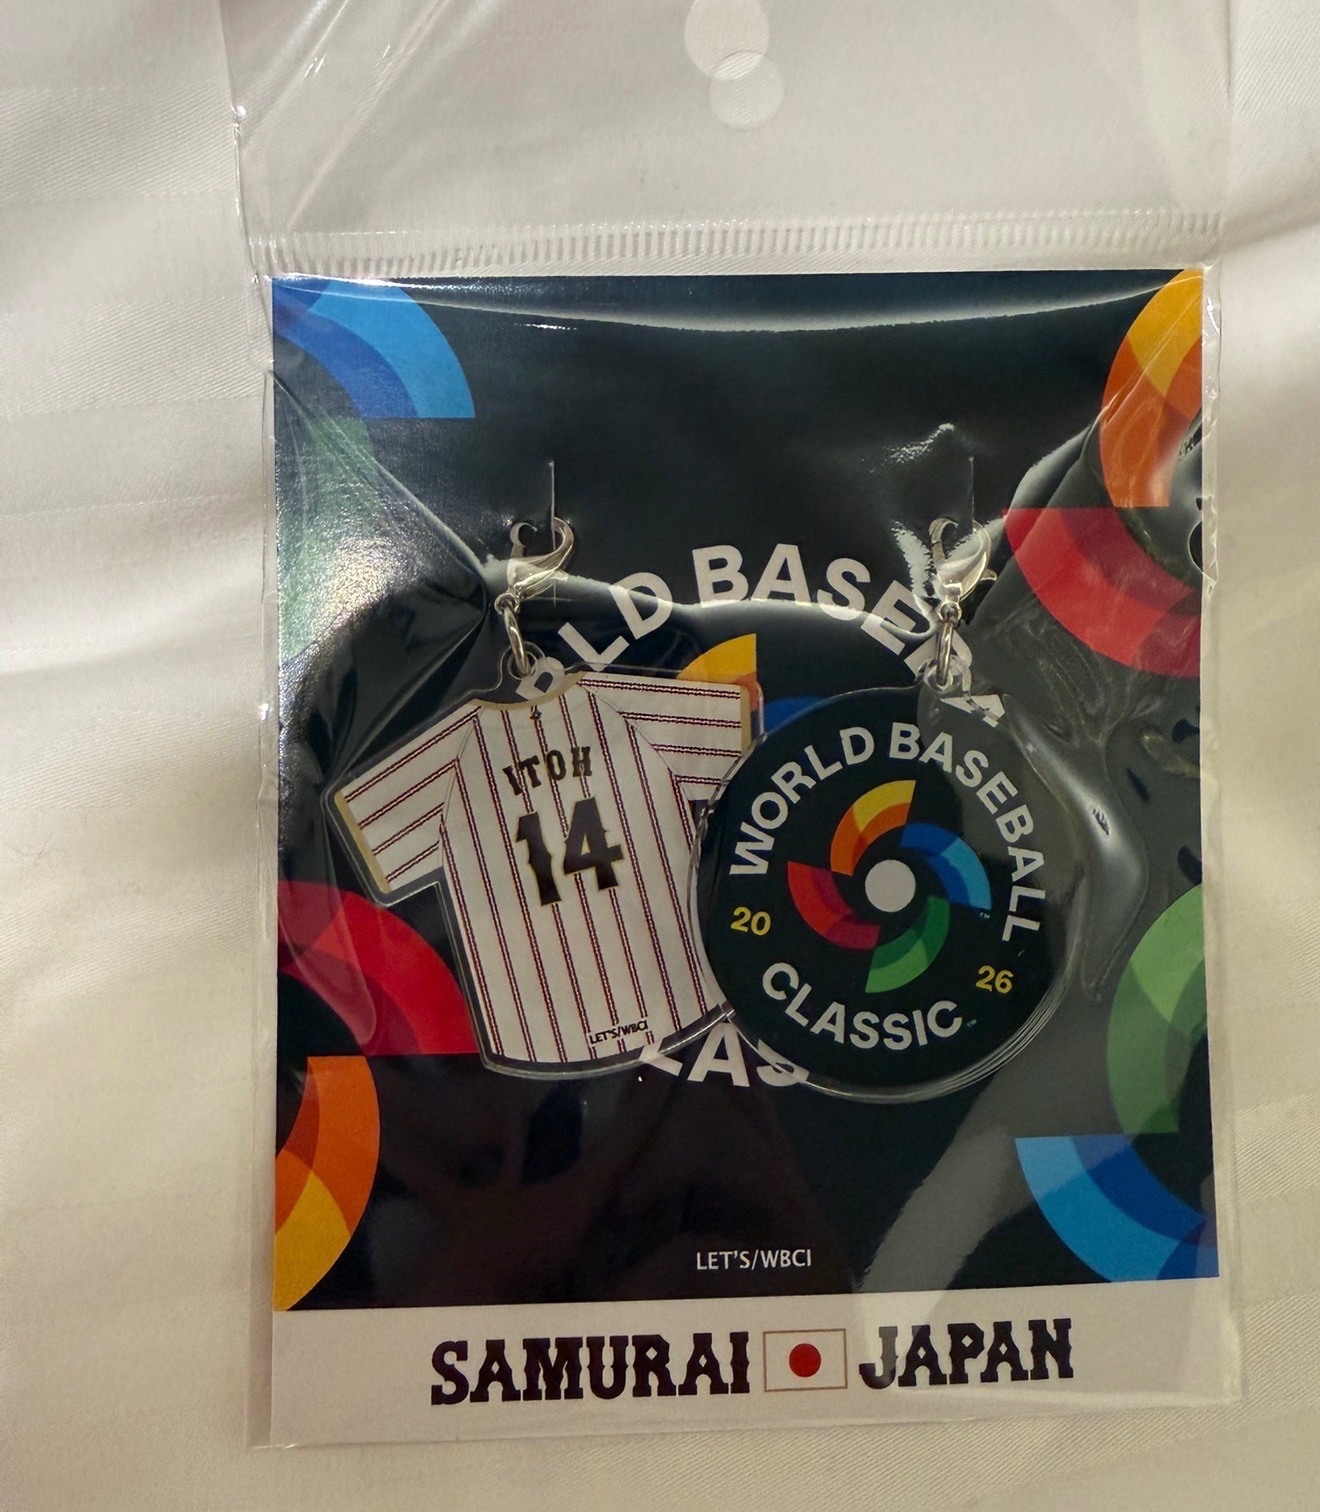 WORLD BASEBALL
20 26
CLASSIC
ITOH
14
LET'S/WBCI
LET'S/WBCI
SAMURAI JAPAN